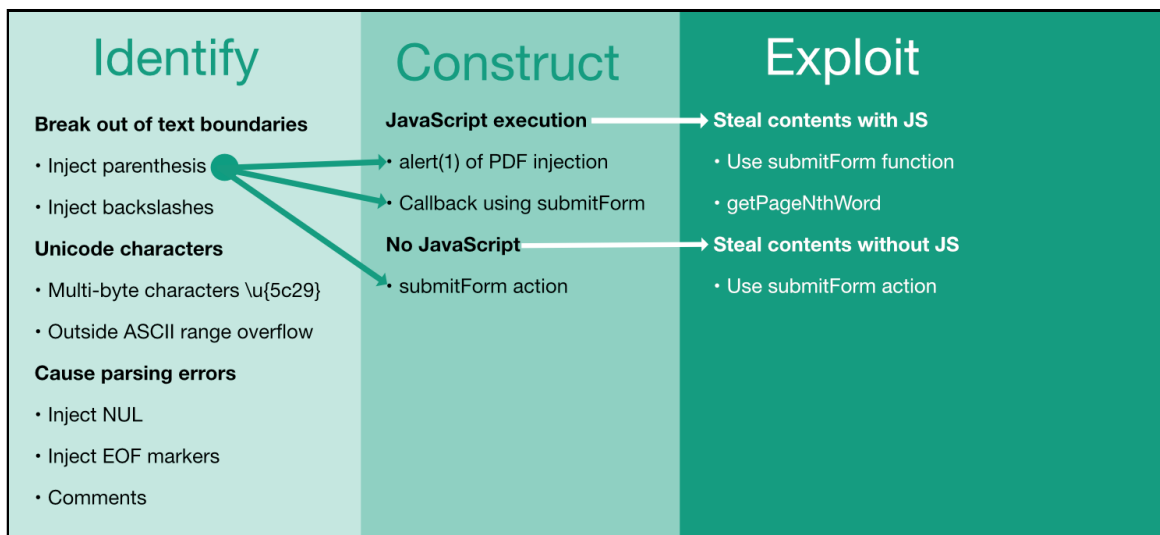 Identify
Break out of text boundaries
• Inject parenthesis
• Inject backslashes
Unicode characters
• Multi-byte characters \u{5c29}
• Outside ASCII range overflow
Cause parsing errors
• Inject NUL
• Inject EOF markers
• Comments
Construct
JavaScript execution
• alert(1) of PDF injection
• Callback using submitForm
No JavaScript
• submitForm action
Exploit
Steal contents with JS
• Use submitForm function
• getPageNthWord
Steal contents without JS
• Use submitForm action